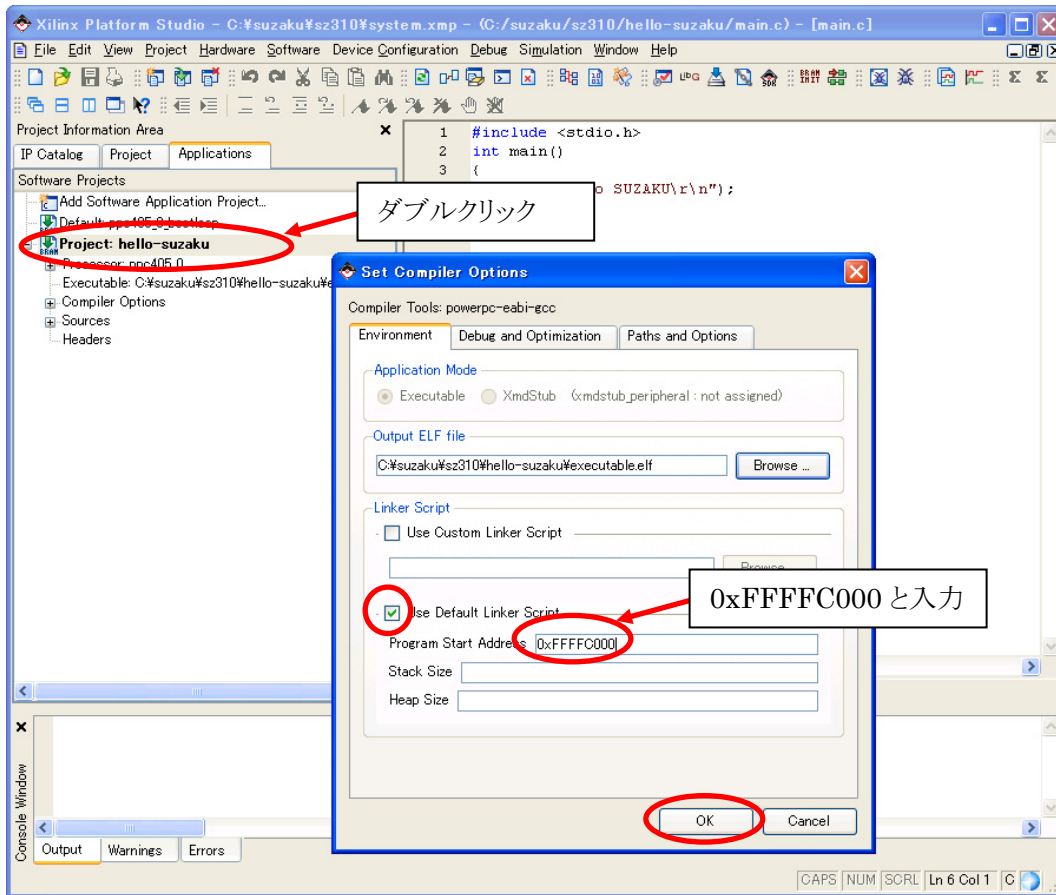 Xilinx Platform Studio - C:¥suzaku¥sz310¥system.xmp - (C:/suzaku/sz310/hello-suzaku/main.c) - [main.c]
File Edit View Project Hardware Software Device Configuration Debug Simulation Window Help
Project Information Area
IP Catalog Project Applications
Software Projects
Add Software Application Project...
Default: ppc405_0_bootloop
Project: hello-suzaku
Processor: ppc405_0
Executable: C:¥suzaku¥sz310¥hello-suzaku¥e
Compiler Options
Sources
Headers
1 #include <stdio.h>
2 int main()
3 {
o SUZAKU\r\n");
ダブルクリック
Set Compiler Options
Compiler Tools: powerpc-eabi-gcc
Environment Debug and Optimization Paths and Options
Application Mode
Executable XmdStub (xmdstub_peripheral : not assigned)
Output ELF file
C:¥suzaku¥sz310¥hello-suzaku¥executable.elf Browse ...
Linker Script
Use Custom Linker Script
Browse
Use Default Linker Script
0xFFFFC000 と入力
Program Start Address 0xFFFFC000
Stack Size
Heap Size
OK Cancel
Console Window
Output Warnings Errors
CAPS NUM SCRL Ln 6 Col 1 C